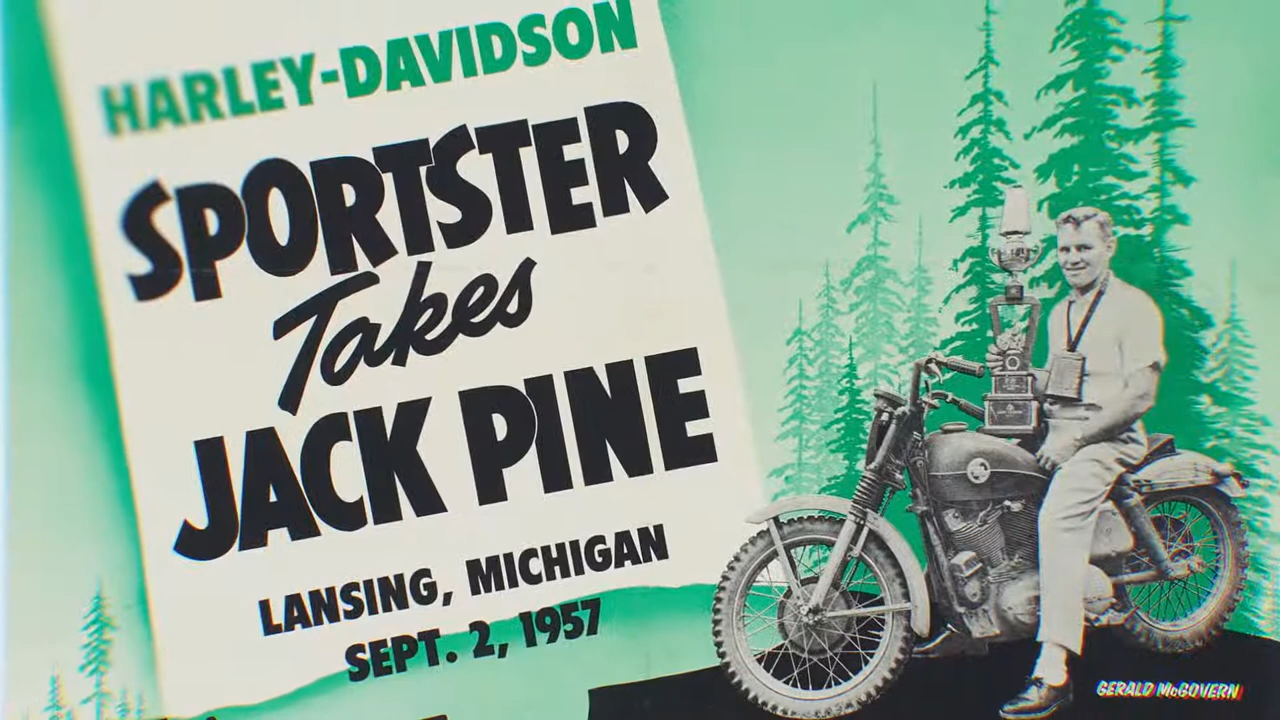 HARLEY-DAVIDSON
SPORTSTER
Takes
JACK PINE
LANSING, MICHIGAN
SEPT. 2, 1957
GERALD McGOVERN